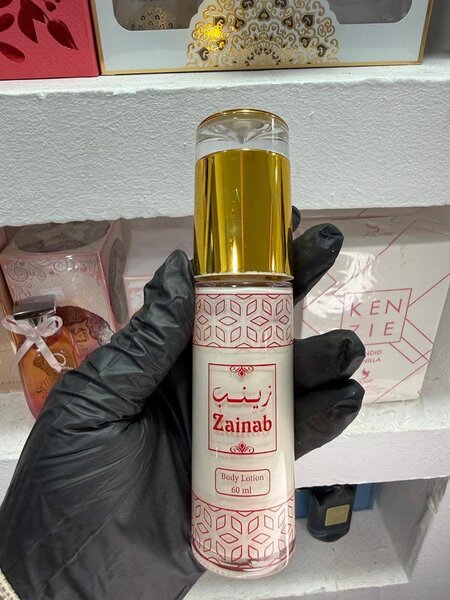 زينب
Zainab
Body Lotion
60 ml
KEN
ZIE